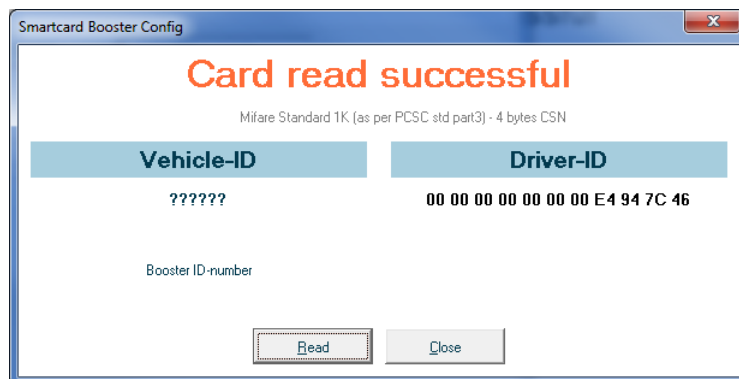 Smartcard Booster Config
Card read successful
Mifare Standard 1K (as per PCSC std part3) - 4 bytes CSN
Vehicle-ID
Driver-ID
??????
00 00 00 00 00 00 00 E4 94 7C 46
Booster ID-number
Read
Close